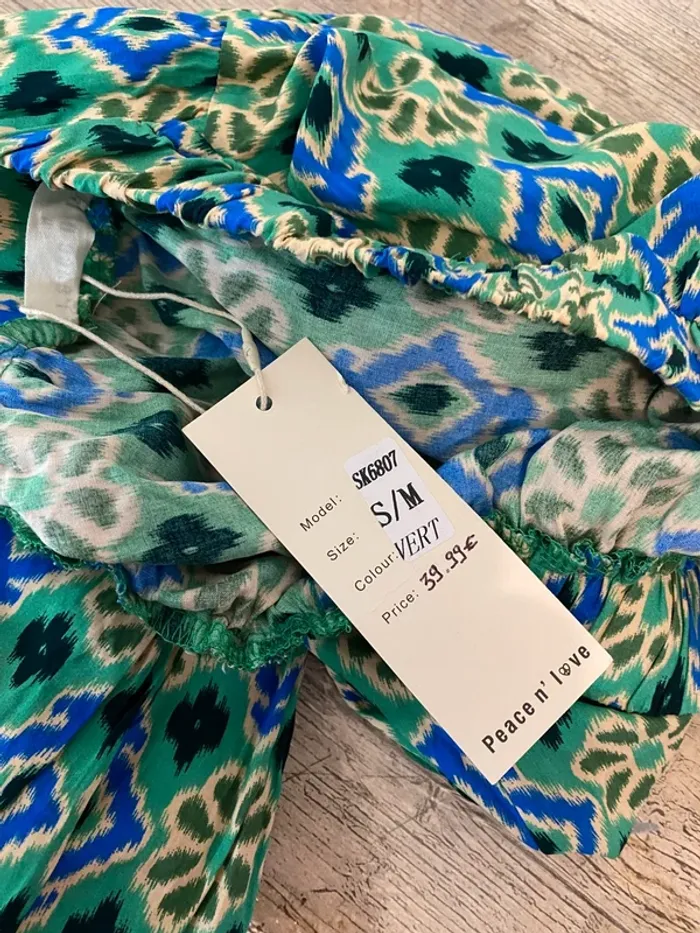 Model: SK6807
Size: S/M
Colour: VERT
Price: 39.99€
Peace n' love